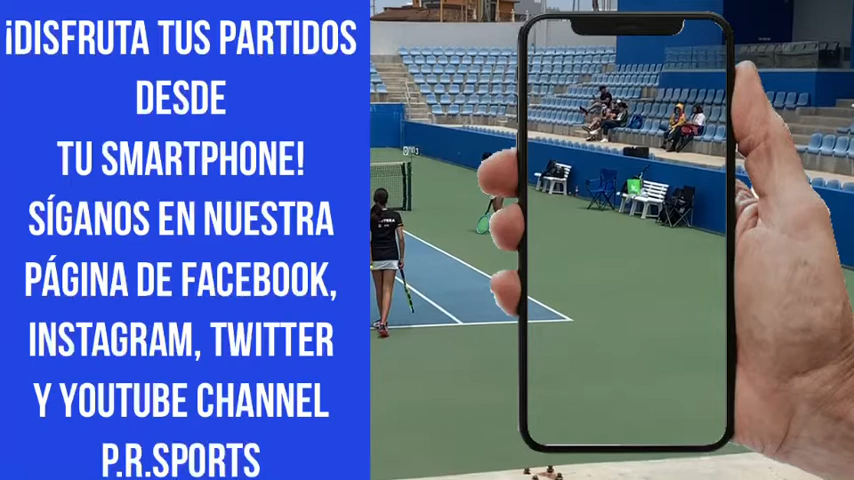 ¡DISFRUTA TUS PARTIDOS
DESDE
TU SMARTPHONE!
SÍGANOS EN NUESTRA
PÁGINA DE FACEBOOK,
INSTAGRAM, TWITTER
Y YOUTUBE CHANNEL
P.R.SPORTS